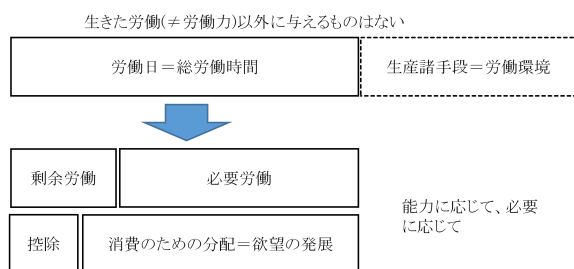 生きた労働(≠労働力)以外に与えるものはない
労働日＝総労働時間
生産諸手段＝労働環境
剰余労働
必要労働
控除
消費のための分配＝欲望の発展
能力に応じて、必要
に応じて